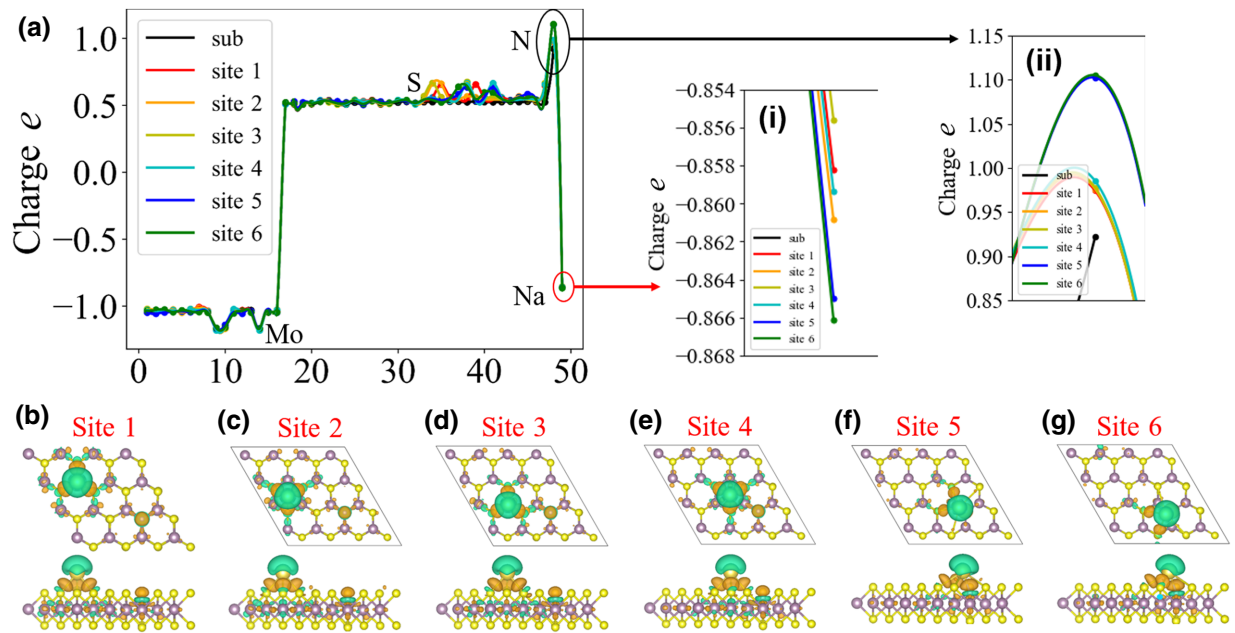 (a)
1.0
0.5
0.0
−0.5
−1.0
Charge e
0 10 20 30 40 50
sub
site 1
site 2
site 3
site 4
site 5
site 6
S
N
Na
Mo
(i)
−0.854
−0.856
−0.858
−0.860
−0.862
−0.864
−0.866
−0.868
Charge e
sub
site 1
site 2
site 3
site 4
site 5
site 6
(ii)
1.15
1.10
1.05
1.00
0.95
0.90
0.85
Charge e
sub
site 1
site 2
site 3
site 4
site 5
site 6
(b) Site 1
(c) Site 2
(d) Site 3
(e) Site 4
(f) Site 5
(g) Site 6